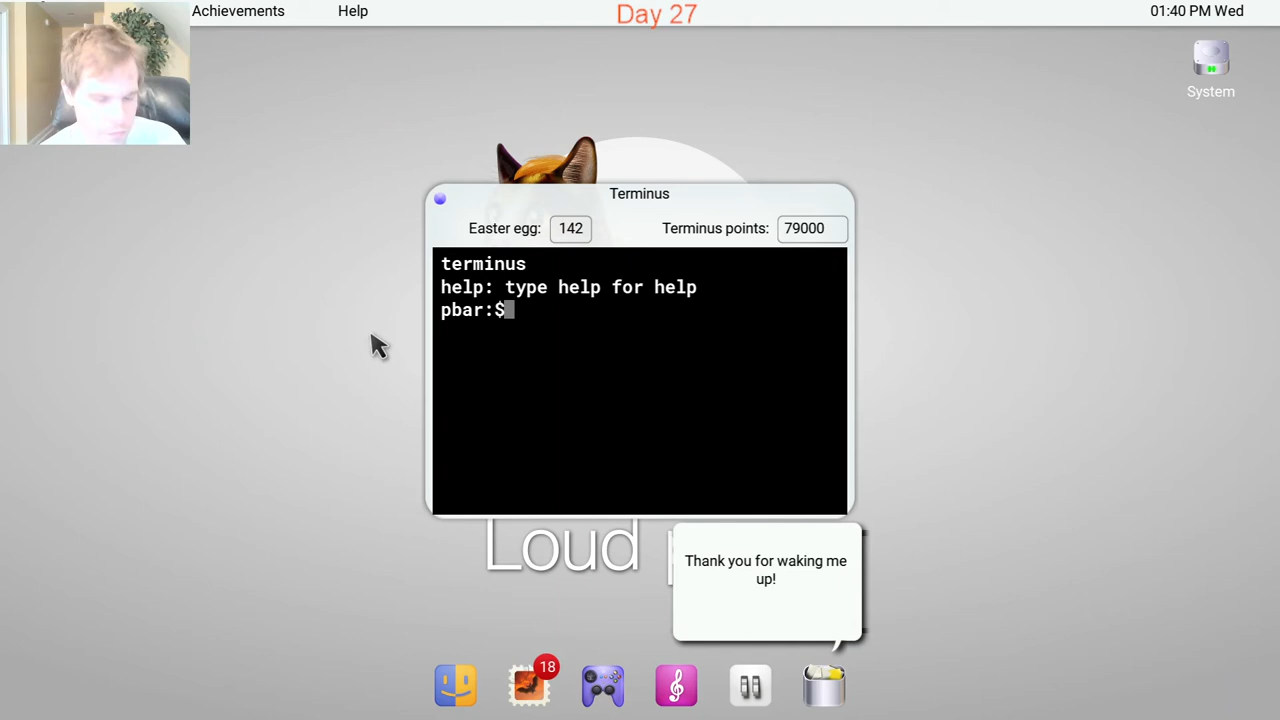 Achievements
Help
Day 27
01:40 PM Wed
System
Terminus
Easter egg: 142
Terminus points: 79000
terminus
help: type help for help
pbar:$
Loud
Thank you for waking me
up!
18